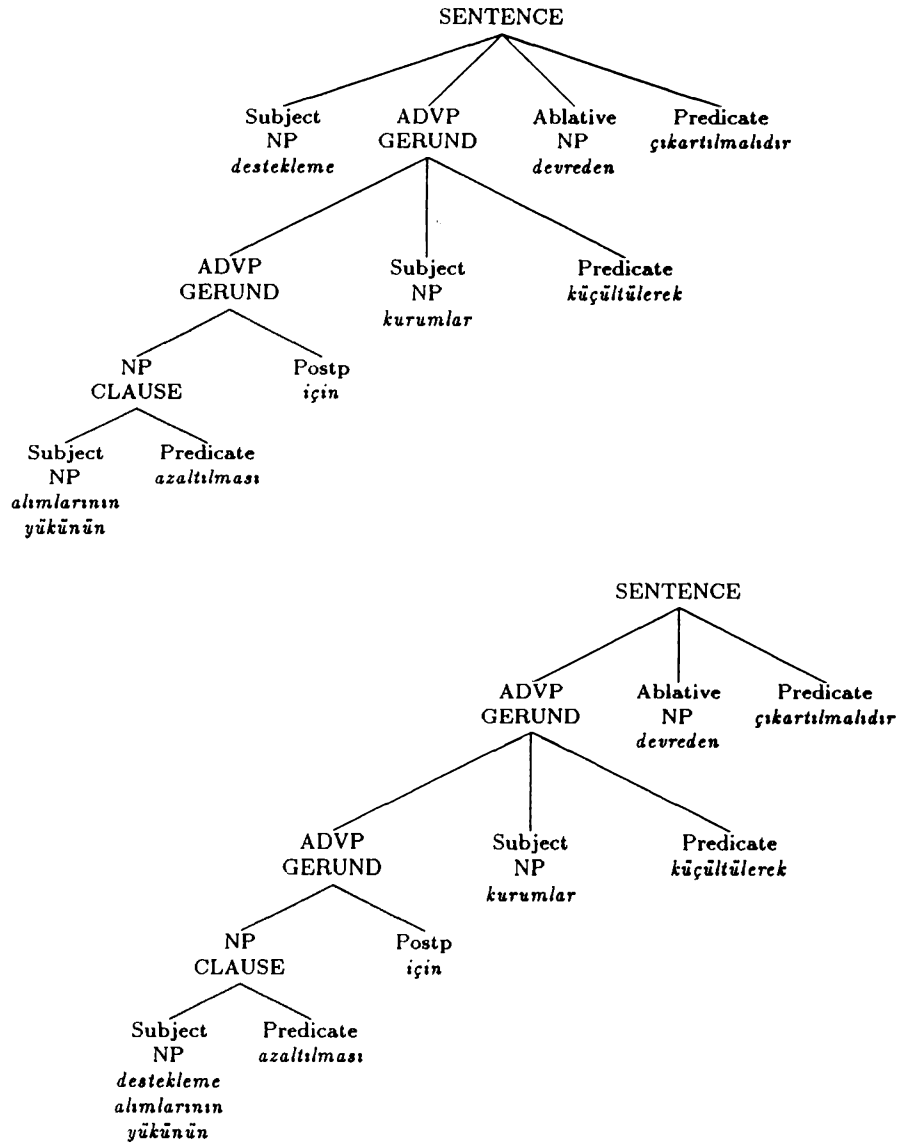 SENTENCE
Subject ADVP Ablative Predicate
NP GERUND NP çıkartılmalıdır
destekleme devreden
ADVP Subject Predicate
GERUND NP küçültülerek
kurumlar
NP Postp
CLAUSE için
Subject Predicate
NP azaltılması
alımlarının
yükünün
SENTENCE
ADVP Ablative Predicate
GERUND NP çıkartılmalıdır
devreden
ADVP Subject Predicate
GERUND NP küçültülerek
kurumlar
NP Postp
CLAUSE için
Subject Predicate
NP azaltılması
destekleme
alımlarının
yükünün